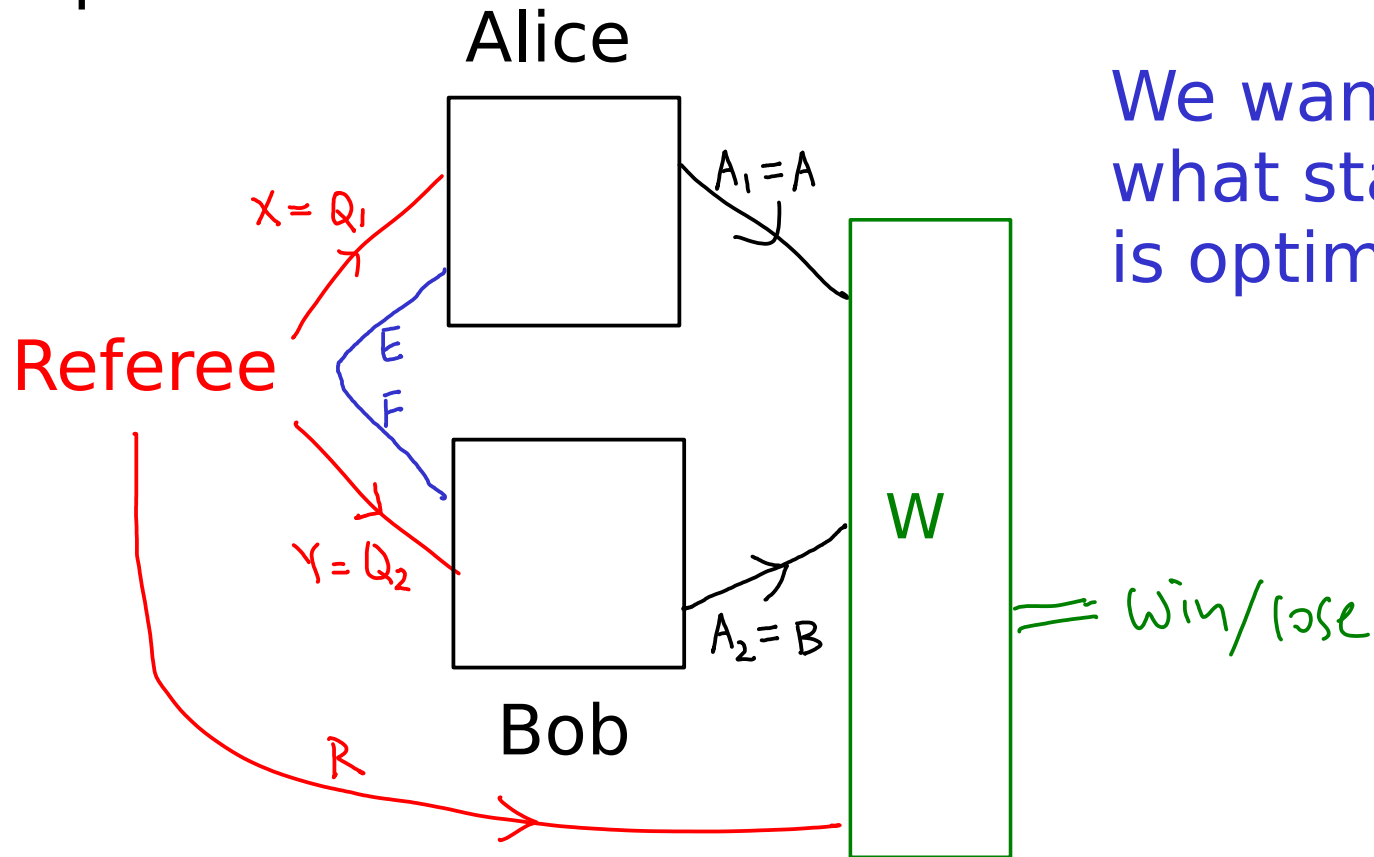 Alice
We wan
what sta
is optim
A₁ = A
X = Q₁
E
Referee
F
W
Y = Q₂
Win/lose
A₂ = B
Bob
R